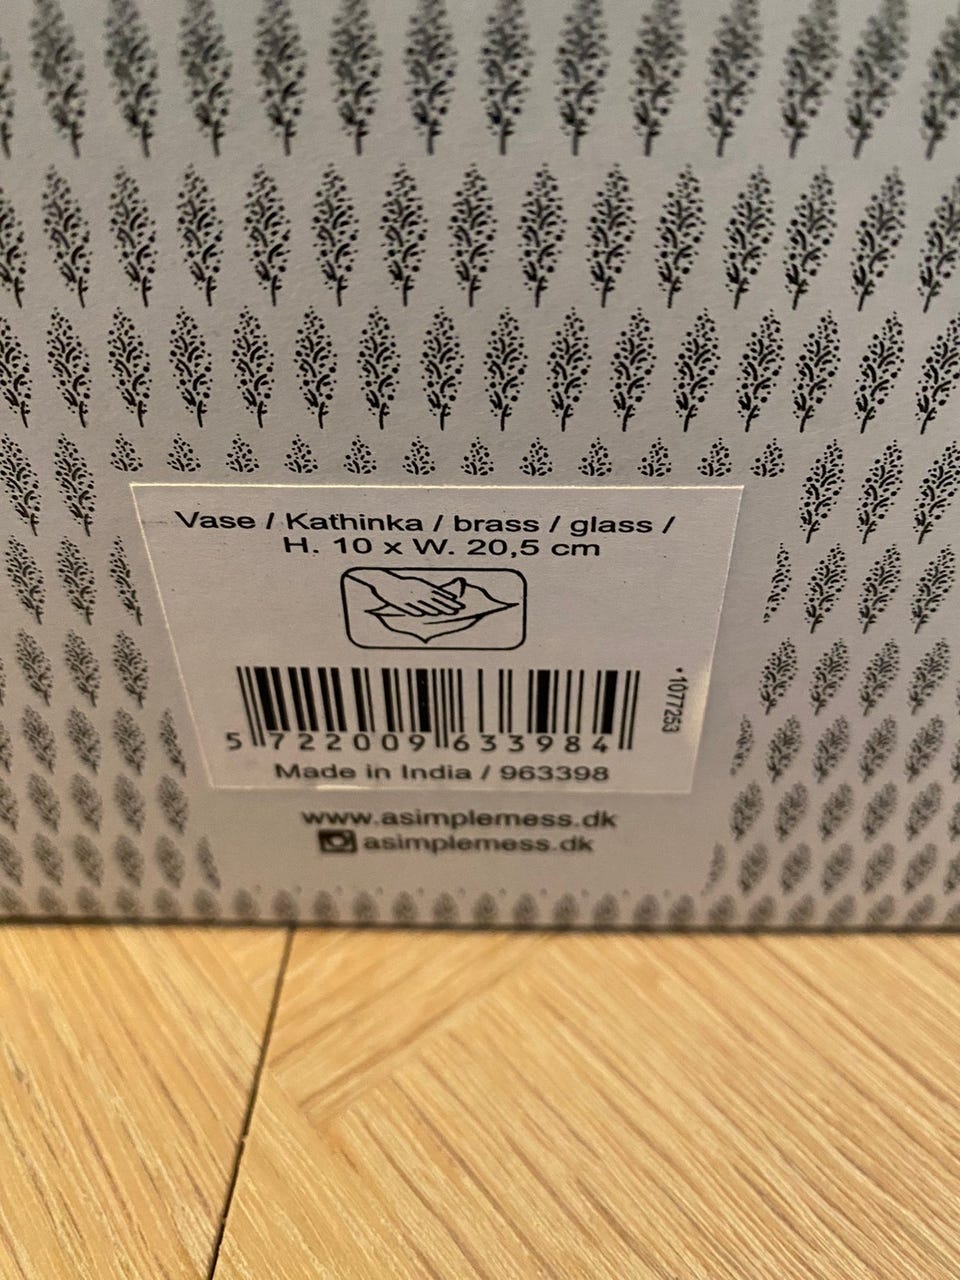 Vase / Kathinka / brass / glass /
H. 10 x W. 20,5 cm
*1077253
5 722009 633984
Made in India / 963398
www.asimplemess.dk
asimplemess.dk